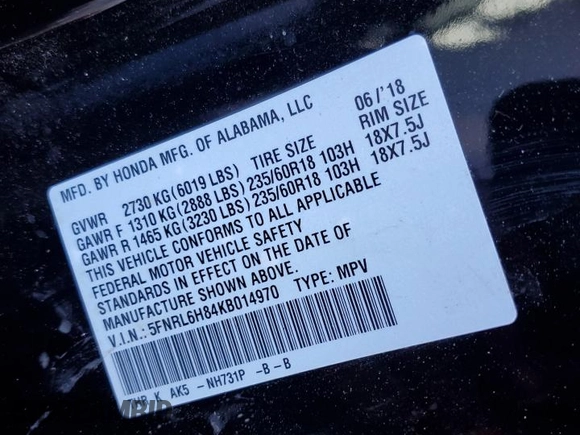 MFD. BY HONDA MFG. OF ALABAMA, LLC 06/'18
TIRE SIZE RIM SIZE
GVWR 2730 KG(6019 LBS)
GAWR F 1310 KG(2888 LBS) 235/60R18 103H 18X7.5J
GAWR R 1465 KG(3230 LBS) 235/60R18 103H 18X7.5J
THIS VEHICLE CONFORMS TO ALL APPLICABLE
FEDERAL MOTOR VEHICLE SAFETY
STANDARDS IN EFFECT ON THE DATE OF
MANUFACTURE SHOWN ABOVE.
V.I.N.: 5FNRL6H84KB014970 TYPE: MPV
K AK5 -NH731P -B -B